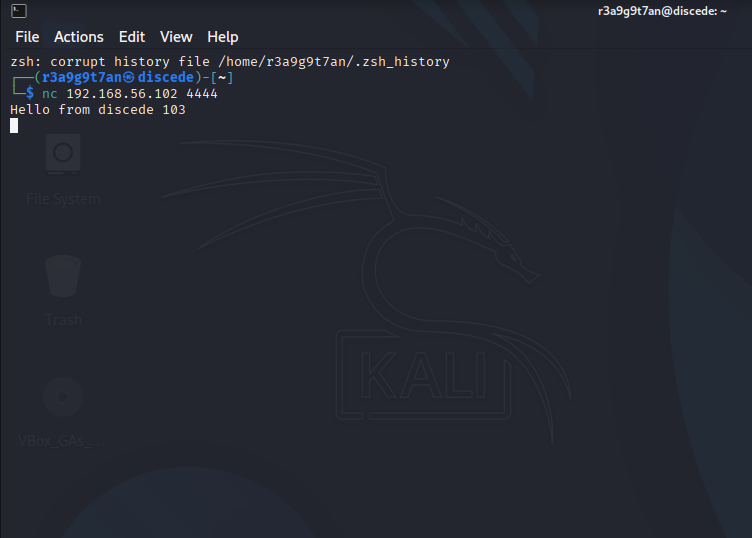 r3a9g9t7an@discede: ~
File Actions Edit View Help
zsh: corrupt history file /home/r3a9g9t7an/.zsh_history
┌──(r3a9g9t7an㉿discede)-[~]
└─$ nc 192.168.56.102 4444
Hello from discede 103
File System
Trash
KALI
VBox_GAs_...